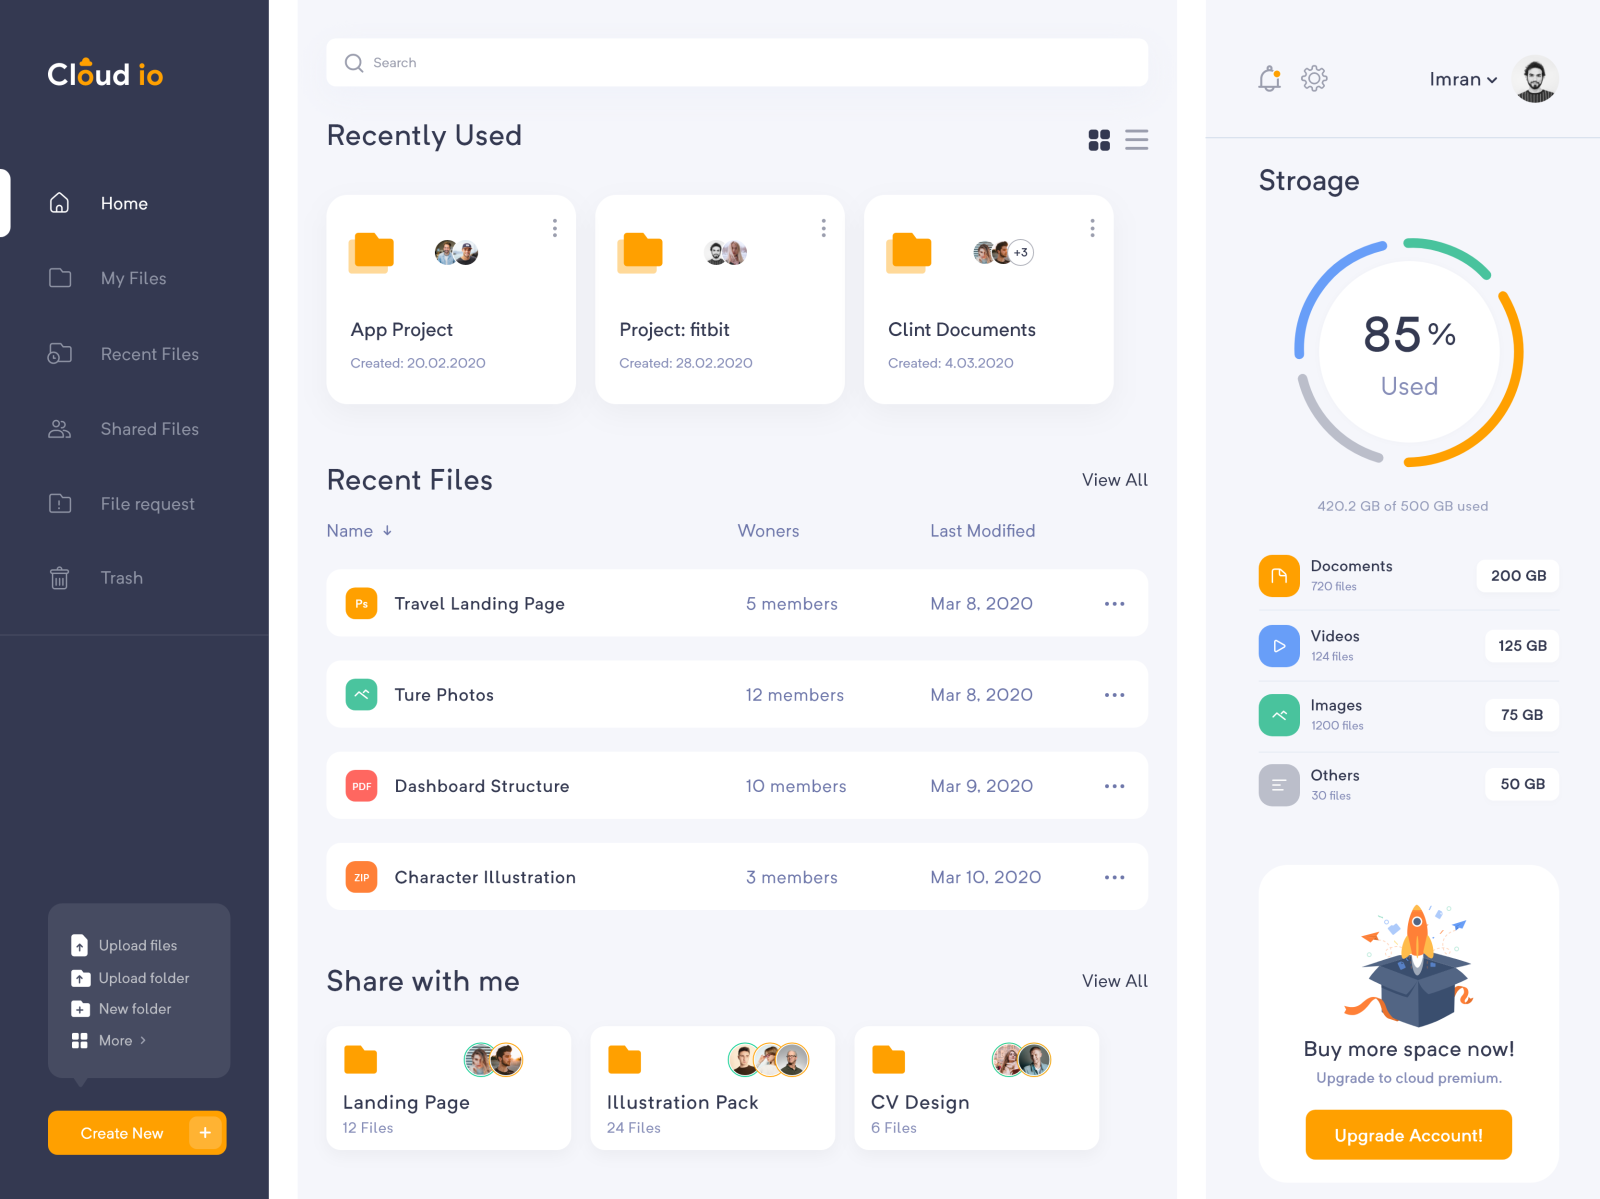 Cloud io
Home
My Files
Recent Files
Shared Files
File request
Trash
Upload files
Upload folder
New folder
More >
Create New +
Search
Recently Used
+3
App Project
Created: 20.02.2020
Project: fitbit
Created: 28.02.2020
Clint Documents
Created: 4.03.2020
Recent Files
View All
Name ↓ Woners Last Modified
Ps Travel Landing Page 5 members Mar 8, 2020
Ture Photos 12 members Mar 8, 2020
PDF Dashboard Structure 10 members Mar 9, 2020
ZIP Character Illustration 3 members Mar 10, 2020
Share with me
View All
Landing Page
12 Files
Illustration Pack
24 Files
CV Design
6 Files
Imran
Stroage
85%
Used
420.2 GB of 500 GB used
Docoments
720 files
200 GB
Videos
124 files
125 GB
Images
1200 files
75 GB
Others
30 files
50 GB
Buy more space now!
Upgrade to cloud premium.
Upgrade Account!